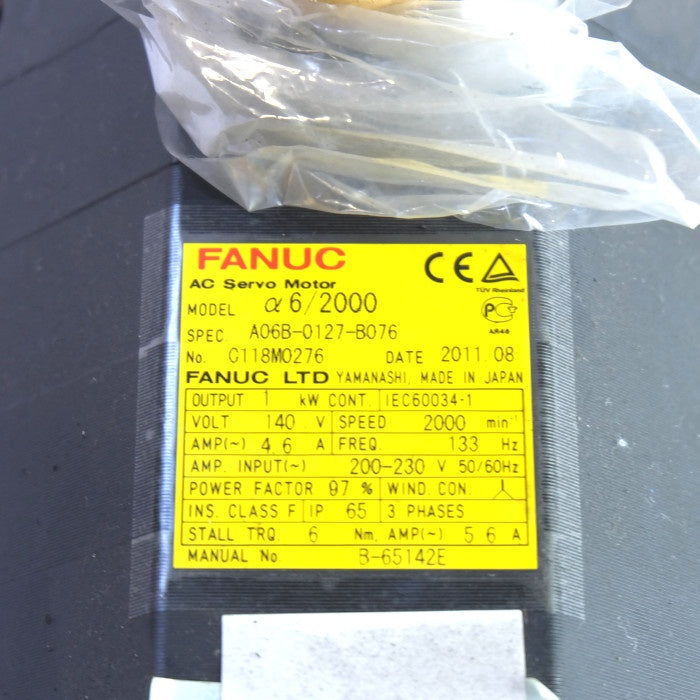 FANUC
CE
TÜV Rheinland
AC Servo Motor
MODEL α6/2000
AR46
SPEC. A06B-0127-B076
No. C118M0276 DATE 2011.08
FANUC LTD YAMANASHI, MADE IN JAPAN
OUTPUT 1 kW CONT. IEC60034-1
VOLT 140 V SPEED 2000 min⁻¹
AMP(~) 4.6 A FREQ. 133 Hz
AMP. INPUT(~) 200-230 V 50/60Hz
POWER FACTOR 97 % WIND. CON.
INS. CLASS F IP 65 3 PHASES
STALL TRQ. 6 Nm, AMP(~) 5.6 A
MANUAL No. B-65142E